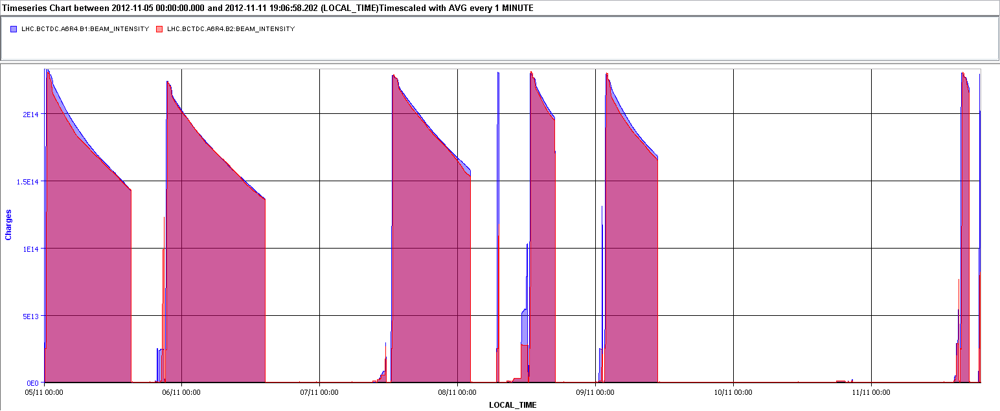 Timeseries Chart between 2012-11-05 00:00:00.000 and 2012-11-11 19:06:58.202 (LOCAL_TIME)Timescaled with AVG every 1 MINUTE
LHC.BCTDC.A6R4.B1:BEAM_INTENSITY LHC.BCTDC.A6R4.B2:BEAM_INTENSITY
2E14
1.5E14
Charges
1E14
5E13
0E0
05/11 00:00 06/11 00:00 07/11 00:00 08/11 00:00 09/11 00:00 10/11 00:00 11/11 00:00
LOCAL_TIME